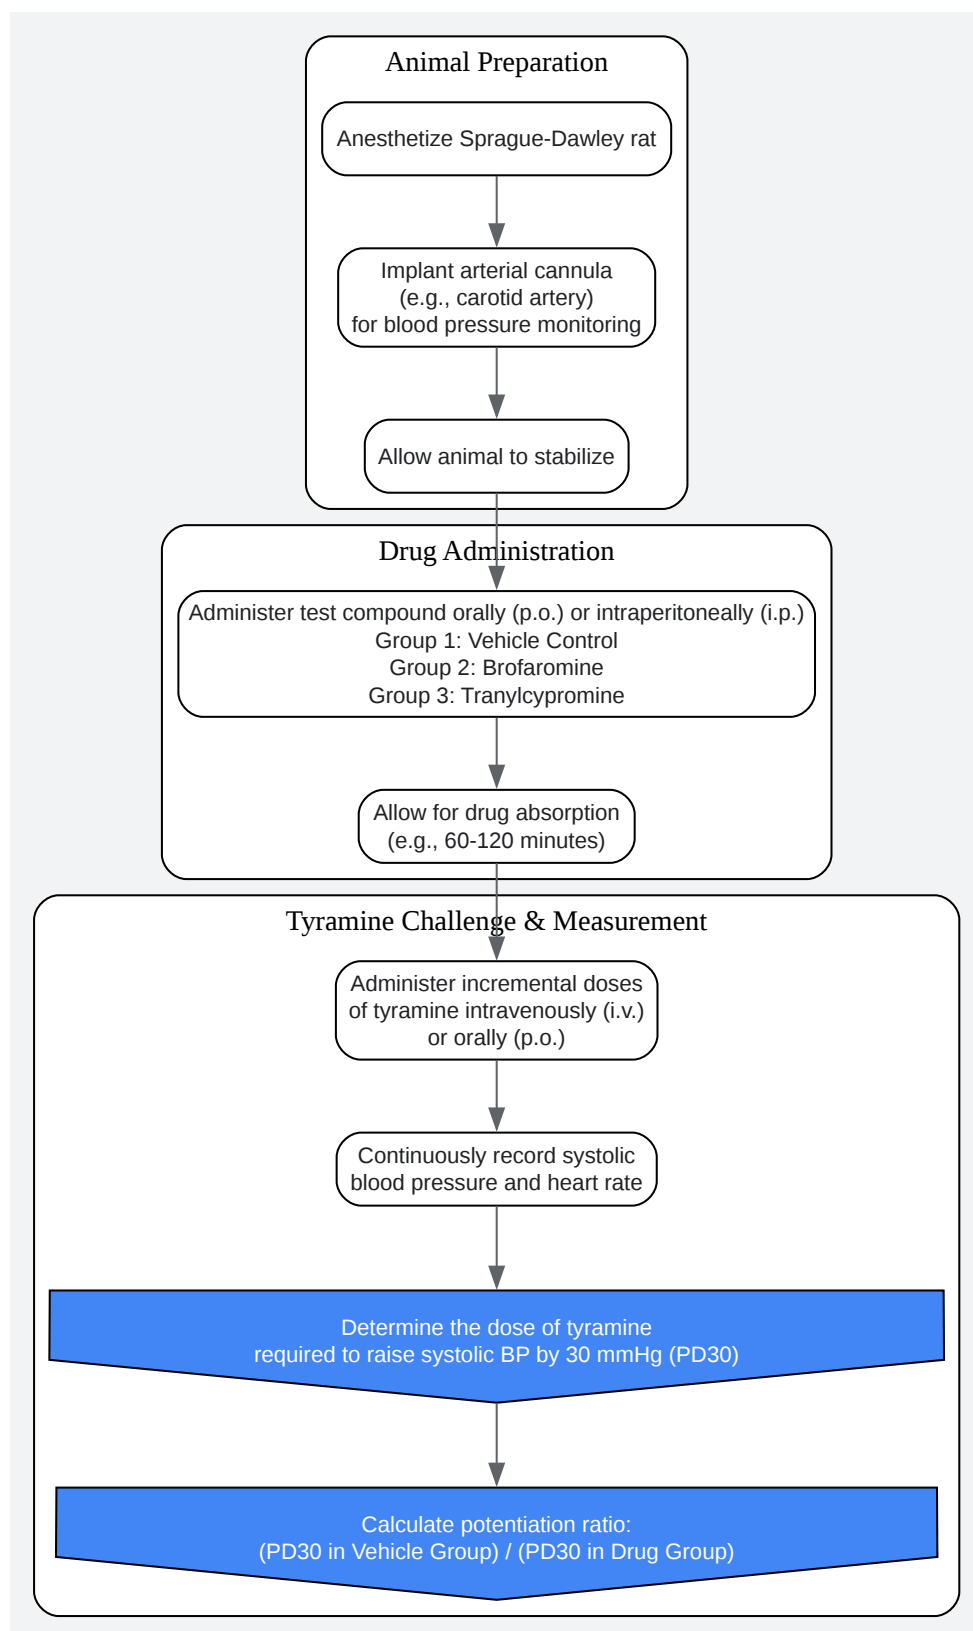 Animal Preparation
Anesthetize Sprague-Dawley rat
Implant arterial cannula
(e.g., carotid artery)
for blood pressure monitoring
Allow animal to stabilize
Drug Administration
Administer test compound orally (p.o.) or intraperitoneally (i.p.)
Group 1: Vehicle Control
Group 2: Brofaromine
Group 3: Tranylcypromine
Allow for drug absorption
(e.g., 60-120 minutes)
Tyramine Challenge & Measurement
Administer incremental doses
of tyramine intravenously (i.v.)
or orally (p.o.)
Continuously record systolic
blood pressure and heart rate
Determine the dose of tyramine
required to raise systolic BP by 30 mmHg (PD30)
Calculate potentiation ratio:
(PD30 in Vehicle Group) / (PD30 in Drug Group)